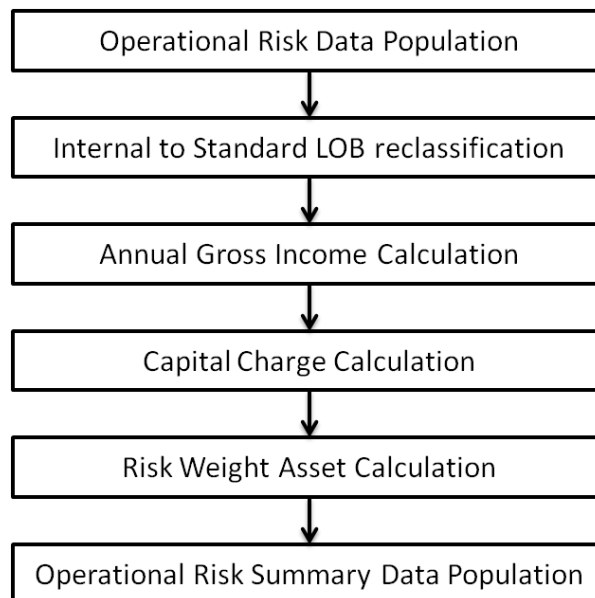 Operational Risk Data Population
Internal to Standard LOB reclassification
Annual Gross Income Calculation
Capital Charge Calculation
Risk Weight Asset Calculation
Operational Risk Summary Data Population